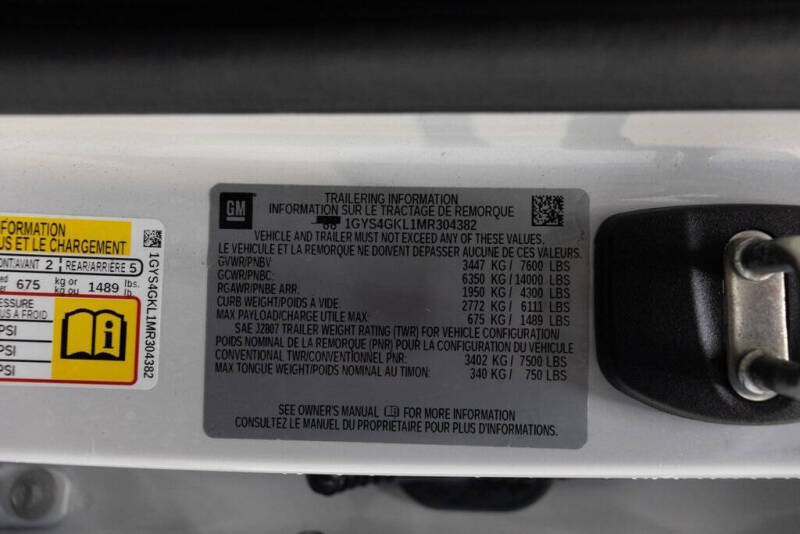 GM
TRAILERING INFORMATION
INFORMATION SUR LE TRACTAGE DE REMORQUE
1GYS4GKL1MR304382
VEHICLE AND TRAILER MUST NOT EXCEED ANY OF THESE VALUES.
LE VEHICULE ET LA REMORQUE NE DOIVENT DÉPASSER AUCUNE DE CES VALEURS.
GVWR/PNBV 3447 KG / 7600 LBS
GCWR/PNBC: 6350 KG / 14000 LBS
RGAWR/PNBE ARR: 1950 KG / 4300 LBS
CURB WEIGHT/POIDS A VIDE: 2772 KG / 6111 LBS
MAX PAYLOAD/CHARGE UTILE MAX: 675 KG / 1489 LBS
SAE J2807 TRAILER WEIGHT RATING (TWR) FOR VEHICLE CONFIGURATION/
POIDS NOMINAL DE LA REMORQUE (PNR) POUR LA CONFIGURATION DU VEHICULE
CONVENTIONAL TWR/CONVENTIONNEL PNR: 3402 KG / 7500 LBS
MAX TONGUE WEIGHT/POIDS NOMINAL AU TIMON: 340 KG / 750 LBS
SEE OWNER'S MANUAL FOR MORE INFORMATION
CONSULTEZ LE MANUEL DU PROPRIETAIRE POUR PLUS D'INFORMATIONS.
FORMATION
US ET LE CHARGEMENT
ONT/AVANT 2 REAR/ARRIÈRE 5
675 kg or 1489 lbs.
kg ou lb
ESSURE
US A FROID
PSI
PSI
PSI
1GYS4GKL1MR304382